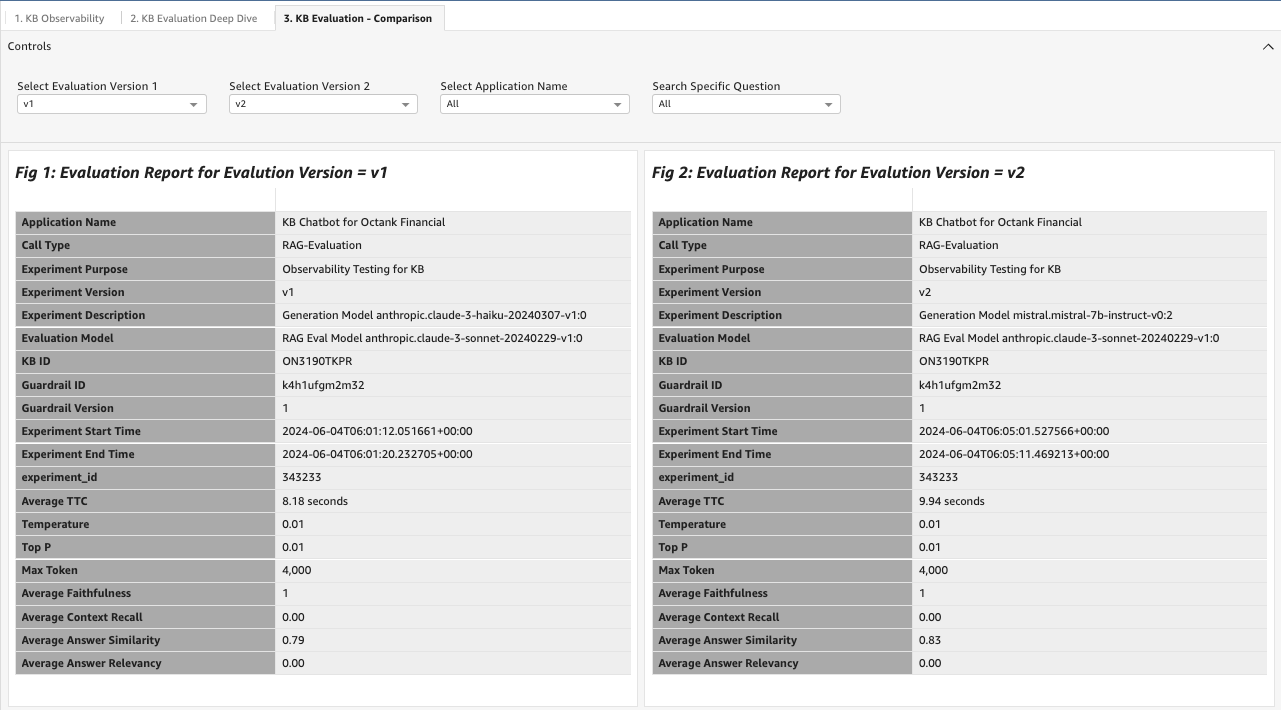 1. KB Observability
2. KB Evaluation Deep Dive
3. KB Evaluation - Comparison
Controls
Select Evaluation Version 1
Select Evaluation Version 2
Select Application Name
Search Specific Question
v1
v2
All
All
Fig 1: Evaluation Report for Evalution Version = v1
Application Name KB Chatbot for Octank Financial
Call Type RAG-Evaluation
Experiment Purpose Observability Testing for KB
Experiment Version v1
Experiment Description Generation Model anthropic.claude-3-haiku-20240307-v1:0
Evaluation Model RAG Eval Model anthropic.claude-3-sonnet-20240229-v1:0
KB ID ON3190TKPR
Guardrail ID k4h1ufgm2m32
Guardrail Version 1
Experiment Start Time 2024-06-04T06:01:12.051661+00:00
Experiment End Time 2024-06-04T06:01:20.232705+00:00
experiment_id 343233
Average TTC 8.18 seconds
Temperature 0.01
Top P 0.01
Max Token 4,000
Average Faithfulness 1
Average Context Recall 0.00
Average Answer Similarity 0.79
Average Answer Relevancy 0.00
Fig 2: Evaluation Report for Evalution Version = v2
Application Name KB Chatbot for Octank Financial
Call Type RAG-Evaluation
Experiment Purpose Observability Testing for KB
Experiment Version v2
Experiment Description Generation Model mistral.mistral-7b-instruct-v0:2
Evaluation Model RAG Eval Model anthropic.claude-3-sonnet-20240229-v1:0
KB ID ON3190TKPR
Guardrail ID k4h1ufgm2m32
Guardrail Version 1
Experiment Start Time 2024-06-04T06:05:01.527566+00:00
Experiment End Time 2024-06-04T06:05:11.469213+00:00
experiment_id 343233
Average TTC 9.94 seconds
Temperature 0.01
Top P 0.01
Max Token 4,000
Average Faithfulness 1
Average Context Recall 0.00
Average Answer Similarity 0.83
Average Answer Relevancy 0.00